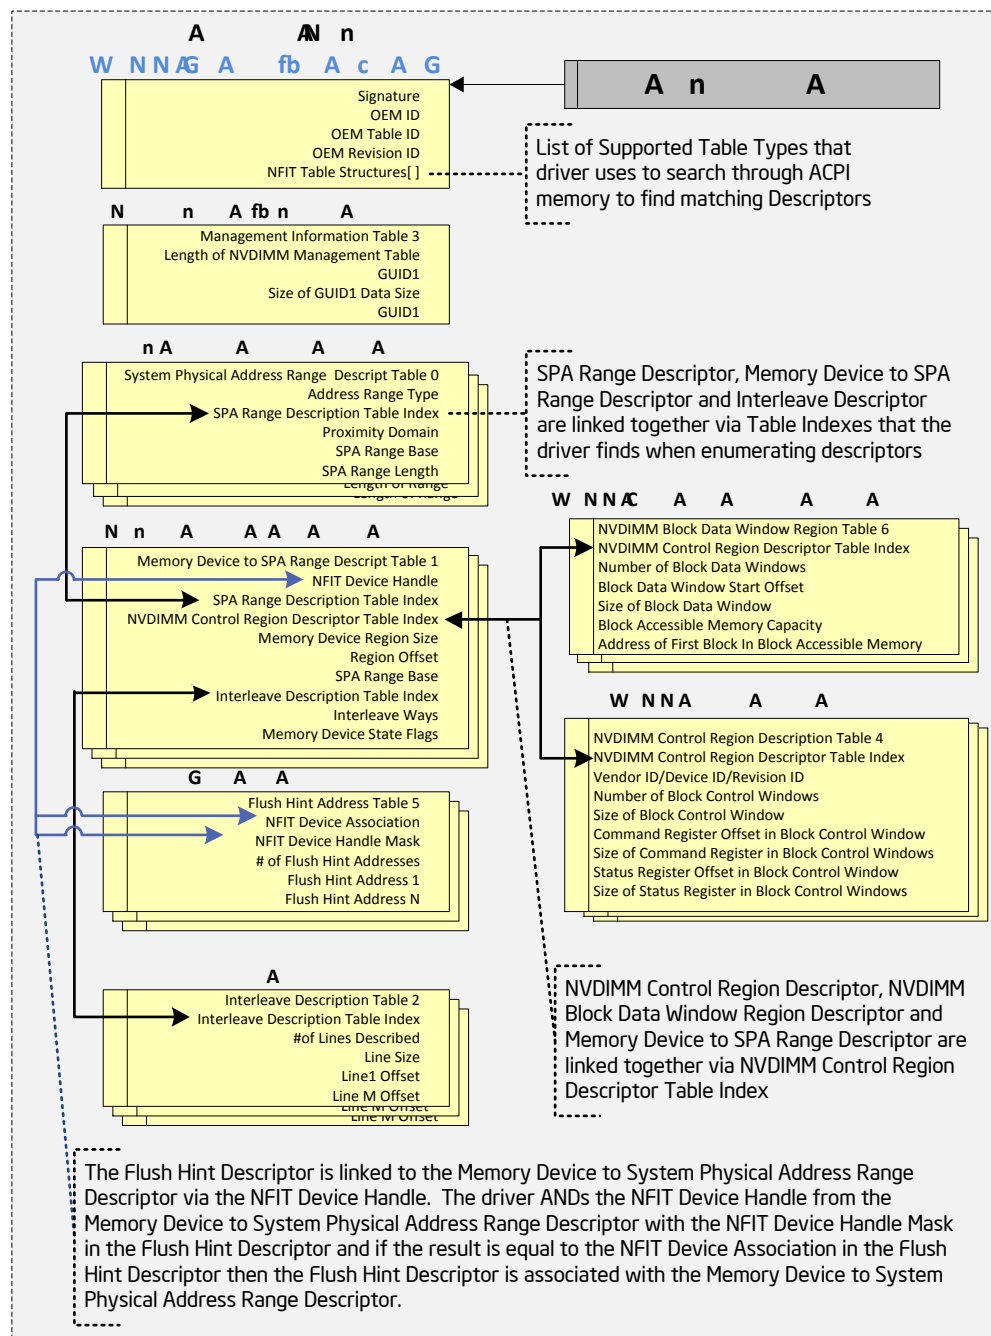 Signature
OEM ID
OEM Table ID
OEM Revision ID
NFIT Table Structures[ ]
List of Supported Table Types that
driver uses to search through ACPI
memory to find matching Descriptors
Management Information Table 3
Length of NVDIMM Management Table
GUID1
Size of GUID1 Data Size
GUID1
System Physical Address Range  Descript Table 0
Address Range Type
SPA Range Description Table Index
Proximity Domain
SPA Range Base
SPA Range Length
SPA Range Descriptor, Memory Device to SPA
Range Descriptor and Interleave Descriptor
are linked together via Table Indexes that the
driver finds when enumerating descriptors
Memory Device to SPA Range Descript Table 1
NFIT Device Handle
SPA Range Description Table Index
NVDIMM Control Region Descriptor Table Index
Memory Device Region Size
Region Offset
SPA Range Base
Interleave Description Table Index
Interleave Ways
Memory Device State Flags
NVDIMM Block Data Window Region Table 6
NVDIMM Control Region Descriptor Table Index
Number of Block Data Windows
Block Data Window Start Offset
Size of Block Data Window
Block Accessible Memory Capacity
Address of First Block In Block Accessible Memory
NVDIMM Control Region Description Table 4
NVDIMM Control Region Descriptor Table Index
Vendor ID/Device ID/Revision ID
Number of Block Control Windows
Size of Block Control Window
Command Register Offset in Block Control Window
Size of Command Register in Block Control Windows
Status Register Offset in Block Control Window
Size of Status Register in Block Control Windows
Flush Hint Address Table 5
NFIT Device Association
NFIT Device Handle Mask
# of Flush Hint Addresses
Flush Hint Address 1
Flush Hint Address N
Interleave Description Table 2
Interleave Description Table Index
#of Lines Described
Line Size
Line1 Offset
Line M Offset
Line M Offset
NVDIMM Control Region Descriptor, NVDIMM
Block Data Window Region Descriptor and
Memory Device to SPA Range Descriptor are
linked together via NVDIMM Control Region
Descriptor Table Index
The Flush Hint Descriptor is linked to the Memory Device to System Physical Address Range
Descriptor via the NFIT Device Handle.  The driver ANDs the NFIT Device Handle from the
Memory Device to System Physical Address Range Descriptor with the NFIT Device Handle Mask
in the Flush Hint Descriptor and if the result is equal to the NFIT Device Association in the Flush
Hint Descriptor then the Flush Hint Descriptor is associated with the Memory Device to System
Physical Address Range Descriptor.